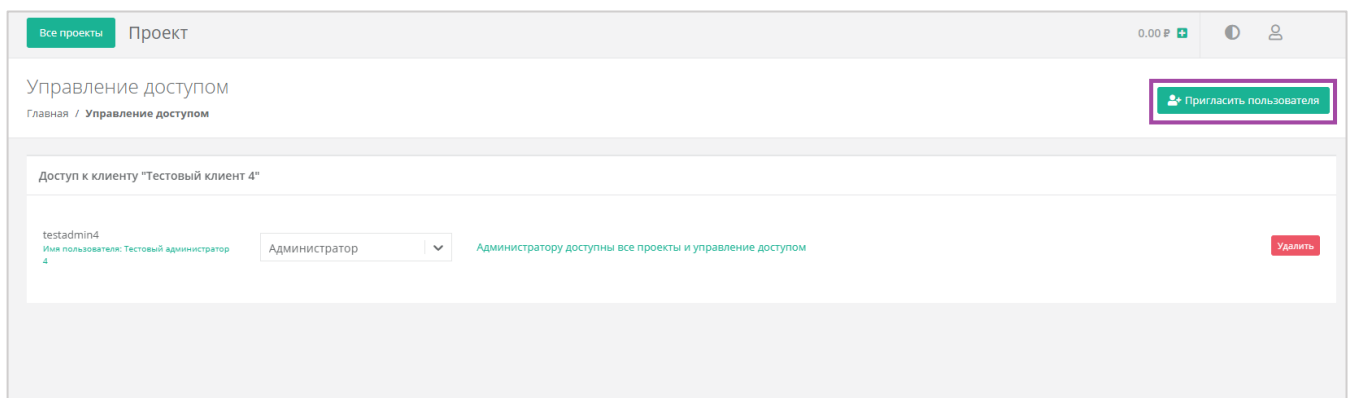 Все проекты Проект 0.00 ₽
Управление доступом
Главная / Управление доступом
Пригласить пользователя
Доступ к клиенту "Тестовый клиент 4"
testadmin4
Имя пользователя: Тестовый администратор
4
Администратор
Администратору доступны все проекты и управление доступом
Удалить